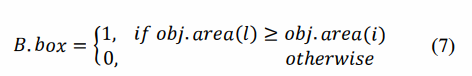 B.box = {1, if obj.area(l) ≥ obj.area(i)
0, otherwise (7)